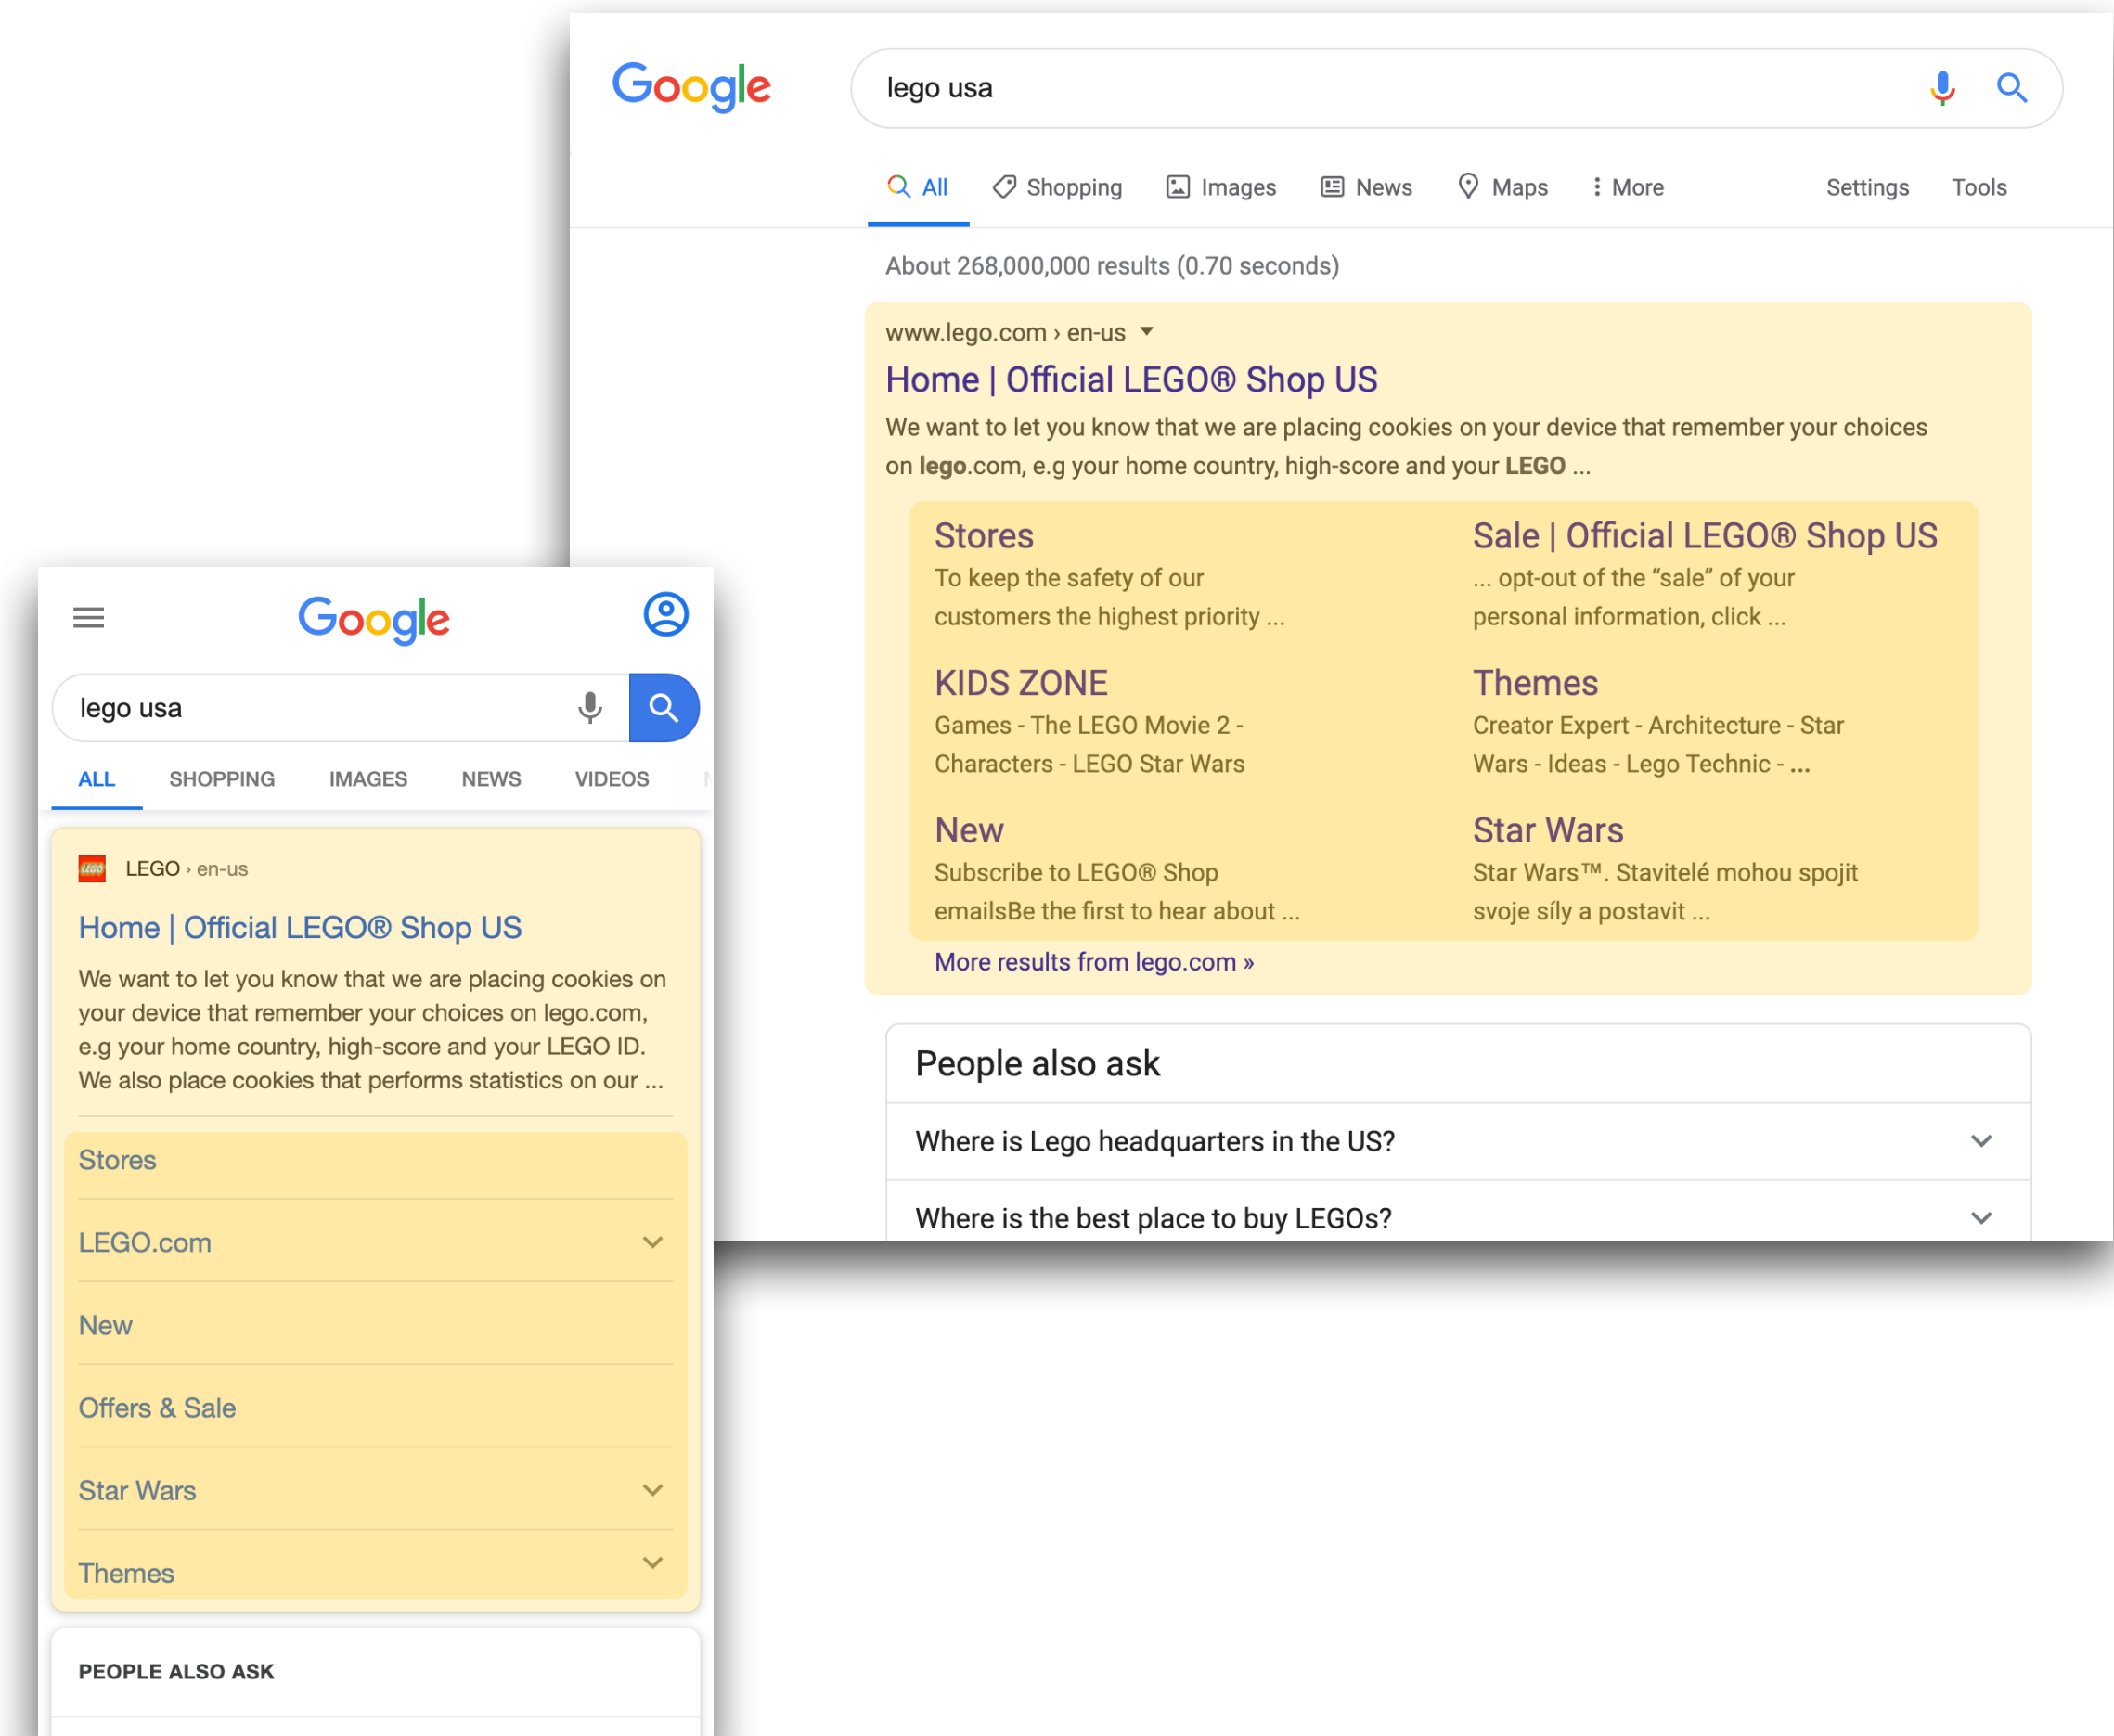 Google
lego usa
All Shopping Images News Maps More Settings Tools
About 268,000,000 results (0.70 seconds)
www.lego.com › en-us
Home | Official LEGO® Shop US
We want to let you know that we are placing cookies on your device that remember your choices
on lego.com, e.g your home country, high-score and your LEGO ...
Stores
To keep the safety of our
customers the highest priority ...
Sale | Official LEGO® Shop US
... opt-out of the “sale” of your
personal information, click ...
KIDS ZONE
Games - The LEGO Movie 2 -
Characters - LEGO Star Wars
Themes
Creator Expert - Architecture - Star
Wars - Ideas - Lego Technic - ...
New
Subscribe to LEGO® Shop
emailsBe the first to hear about ...
Star Wars
Star Wars™. Stavitelé mohou spojit
svoje síly a postavit ...
More results from lego.com »
People also ask
Where is Lego headquarters in the US?
Where is the best place to buy LEGOs?
Google
lego usa
ALL SHOPPING IMAGES NEWS VIDEOS
LEGO
LEGO › en-us
Home | Official LEGO® Shop US
We want to let you know that we are placing cookies on
your device that remember your choices on lego.com,
e.g your home country, high-score and your LEGO ID.
We also place cookies that performs statistics on our ...
Stores
LEGO.com
New
Offers & Sale
Star Wars
Themes
PEOPLE ALSO ASK